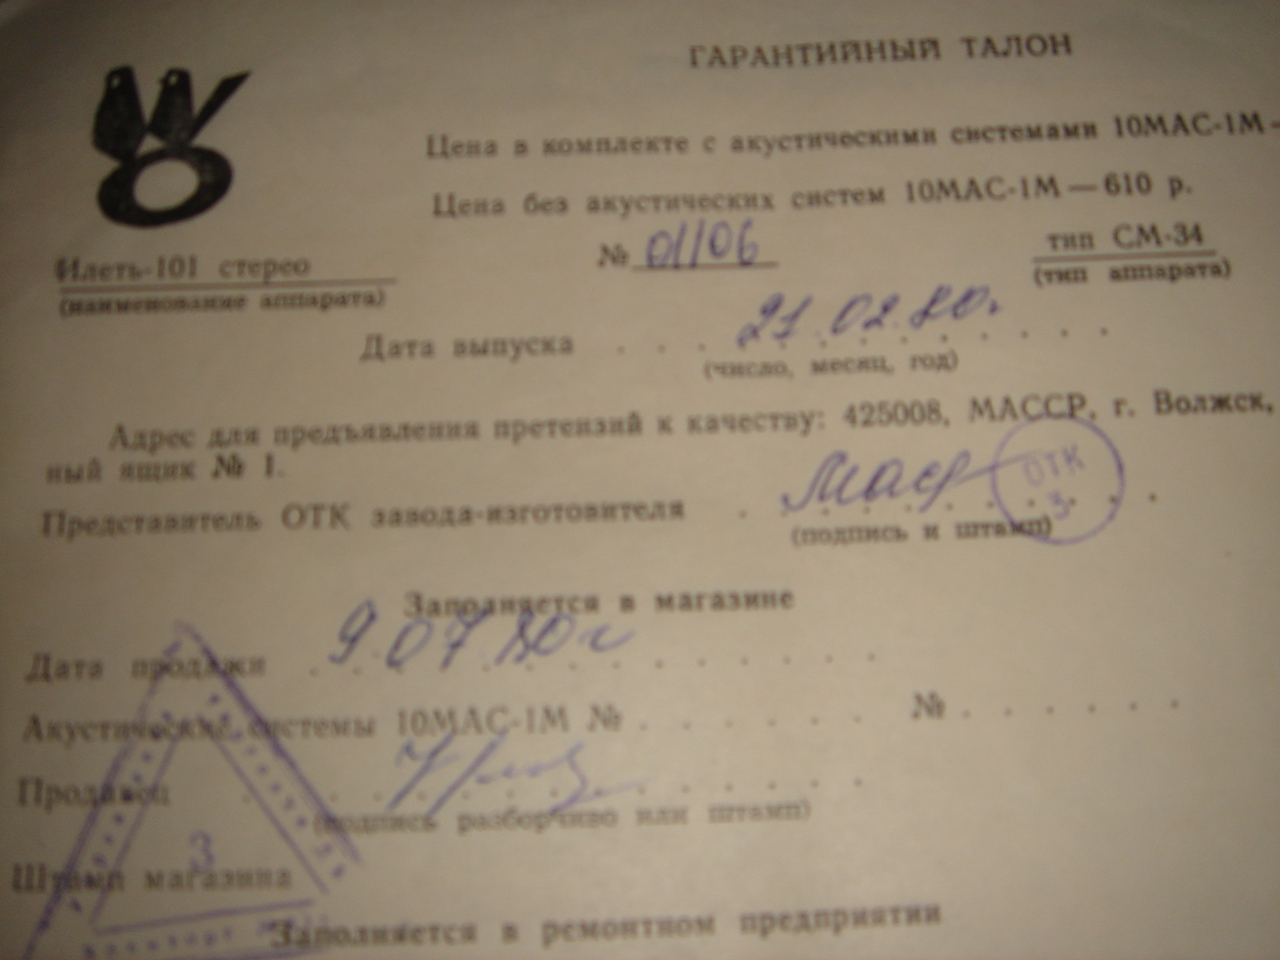 ГАРАНТИЙНЫЙ ТАЛОН
Цена в комплекте с акустическими системами 10МАС-1М —
Цена без акустических систем 10МАС-1М — 610 р.
Илеть-101 стерео № 01106 тип СМ-34
(наименование аппарата) (тип аппарата)
Дата выпуска . . . 21.02.80г. . . .
(число, месяц, год)
Адрес для предъявления претензий к качеству: 425008, МАССР, г. Волжск,
ный ящик № 1.
Представитель ОТК завода-изготовителя . . . . . . . . . ОТК 3
(подпись и штамп)
Заполняется в магазине
Дата продажи . 9 07 80г . . . . . .
Акустические системы 10МАС-1М № . . . . . . № . . . . . .
Продавец . . . . . . . . . . . .
(подпись разборчиво или штамп)
3
Штамп магазина
Заполняется в ремонтном предприятии